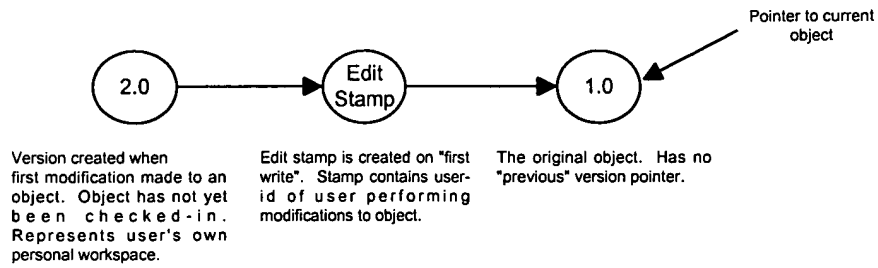 Pointer to current
object
2.0
Edit
Stamp
1.0
Version created when
first modification made to an
object. Object has not yet
been checked-in.
Represents user's own
personal workspace.
Edit stamp is created on "first
write". Stamp contains user-
id of user performing
modifications to object.
The original object. Has no
"previous" version pointer.